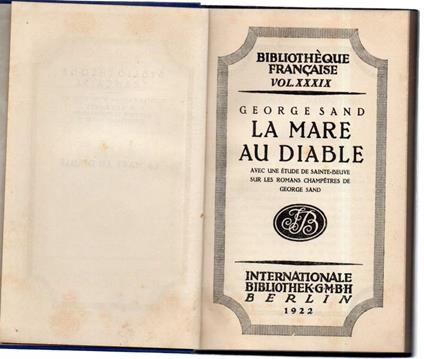 BIBLIOTHÈQUE
FRANÇAISE
VOL.XXXIX
GEORGE SAND
LA MARE
AU DIABLE
AVEC UNE ÉTUDE DE SAINTE-BEUVE
SUR LES ROMANS CHAMPÊTRES DE
GEORGE SAND
INTERNATIONALE
BIBLIOTHEK·G·M·B·H
BERLIN
1922